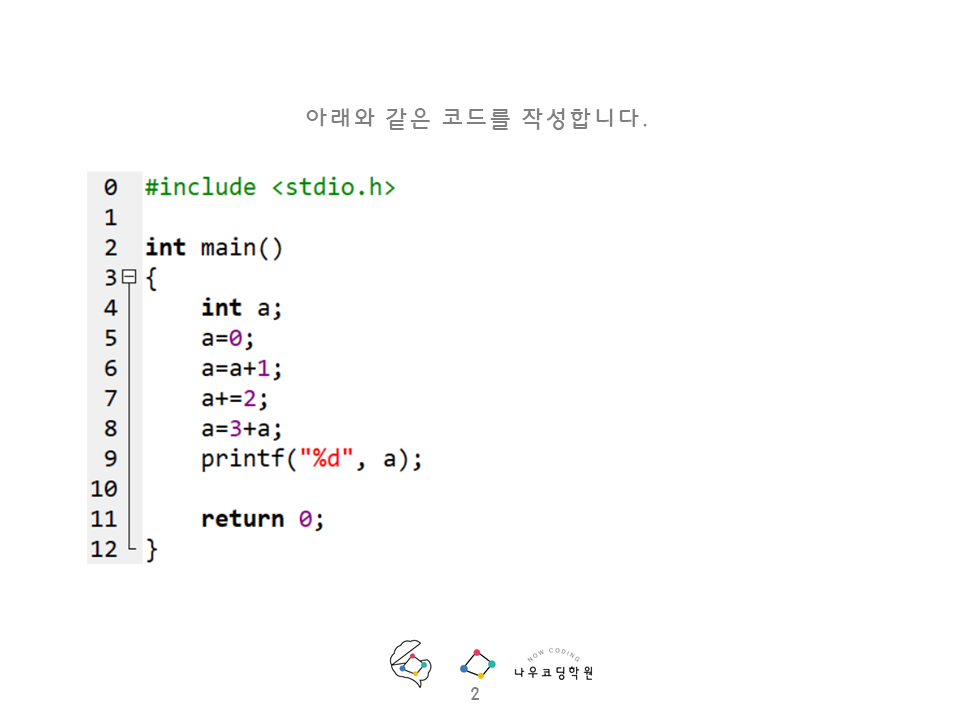 아래와 같은 코드를 작성합니다.
0 #include <stdio.h>
1
2 int main()
3 {
4 int a;
5 a=0;
6 a=a+1;
7 a+=2;
8 a=3+a;
9 printf("%d", a);
10
11 return 0;
12 }
NOW CODING
나우코딩학원
2